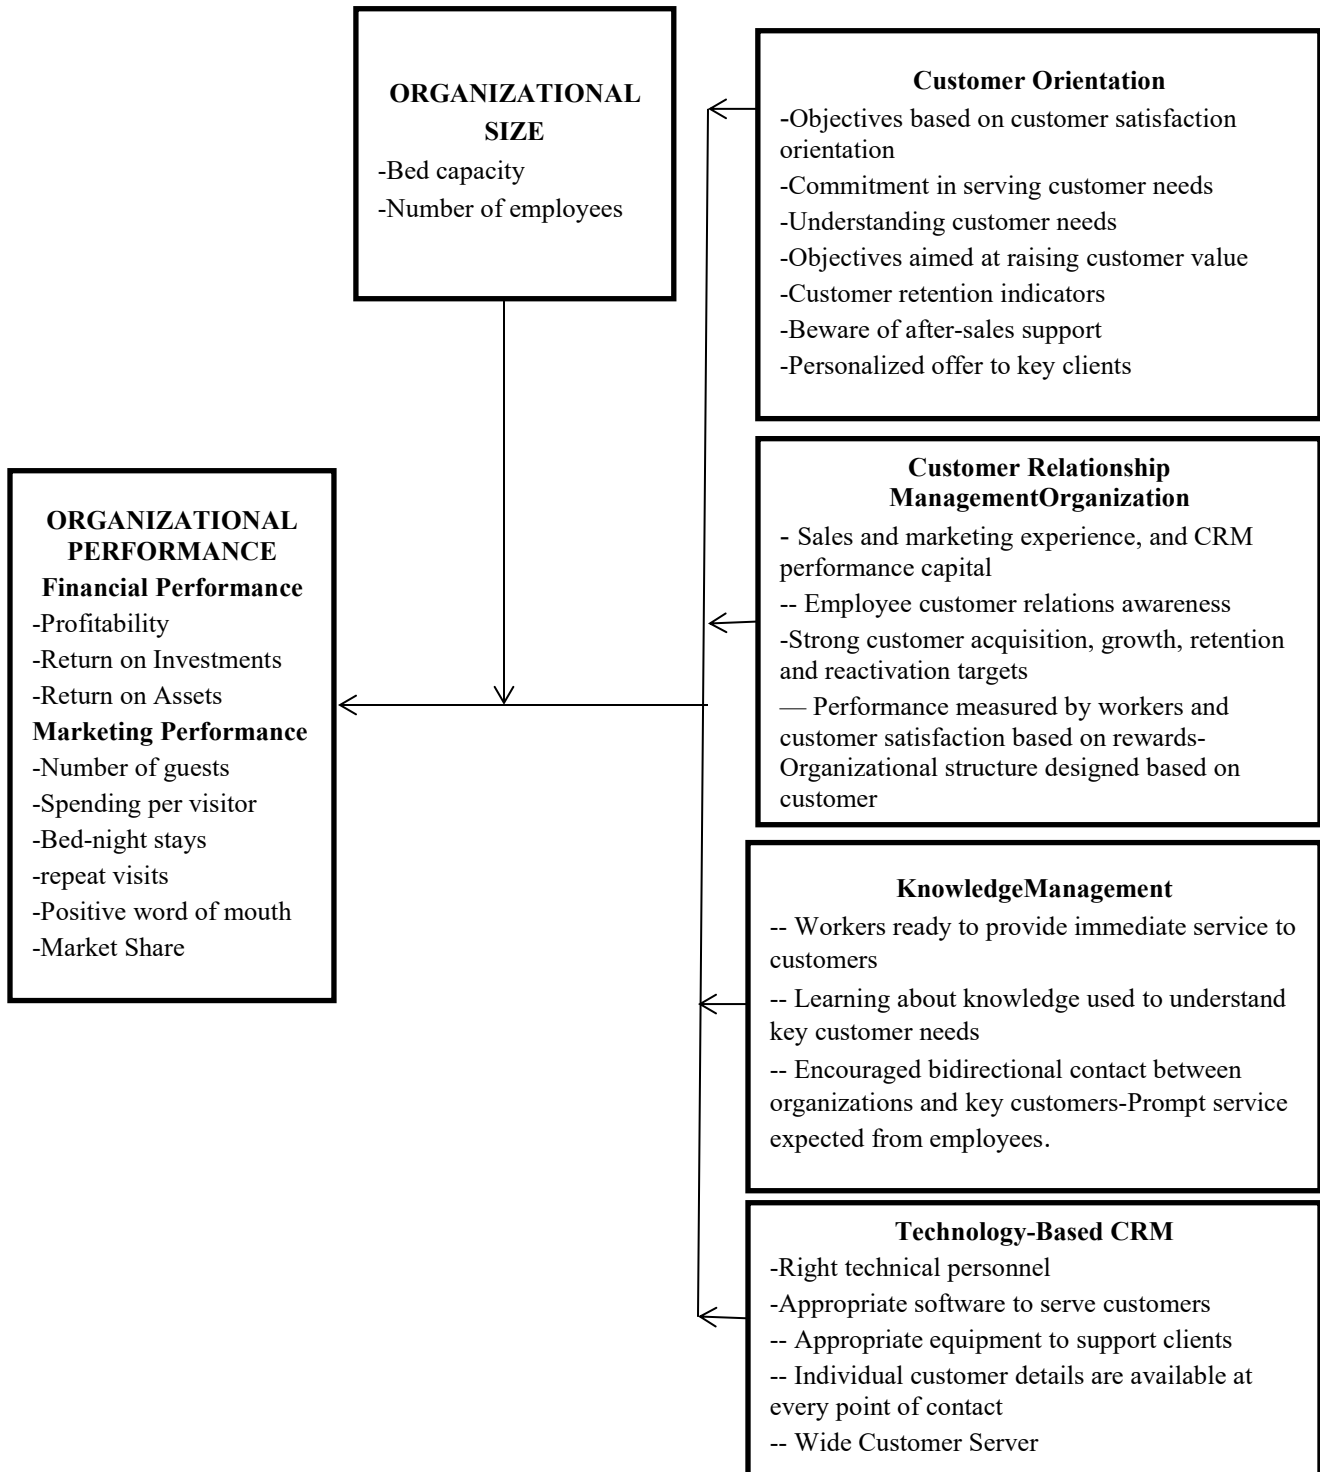 ORGANIZATIONAL
SIZE
-Bed capacity
-Number of employees
Customer Orientation
-Objectives based on customer satisfaction
orientation
-Commitment in serving customer needs
-Understanding customer needs
-Objectives aimed at raising customer value
-Customer retention indicators
-Beware of after-sales support
-Personalized offer to key clients
ORGANIZATIONAL
PERFORMANCE
Financial Performance
-Profitability
-Return on Investments
-Return on Assets
Marketing Performance
-Number of guests
-Spending per visitor
-Bed-night stays
-repeat visits
-Positive word of mouth
-Market Share
Customer Relationship
ManagementOrganization
- Sales and marketing experience, and CRM
performance capital
-- Employee customer relations awareness
-Strong customer acquisition, growth, retention
and reactivation targets
— Performance measured by workers and
customer satisfaction based on rewards-
Organizational structure designed based on
customer
KnowledgeManagement
-- Workers ready to provide immediate service to
customers
-- Learning about knowledge used to understand
key customer needs
-- Encouraged bidirectional contact between
organizations and key customers-Prompt service
expected from employees.
Technology-Based CRM
-Right technical personnel
-Appropriate software to serve customers
-- Appropriate equipment to support clients
-- Individual customer details are available at
every point of contact
-- Wide Customer Server